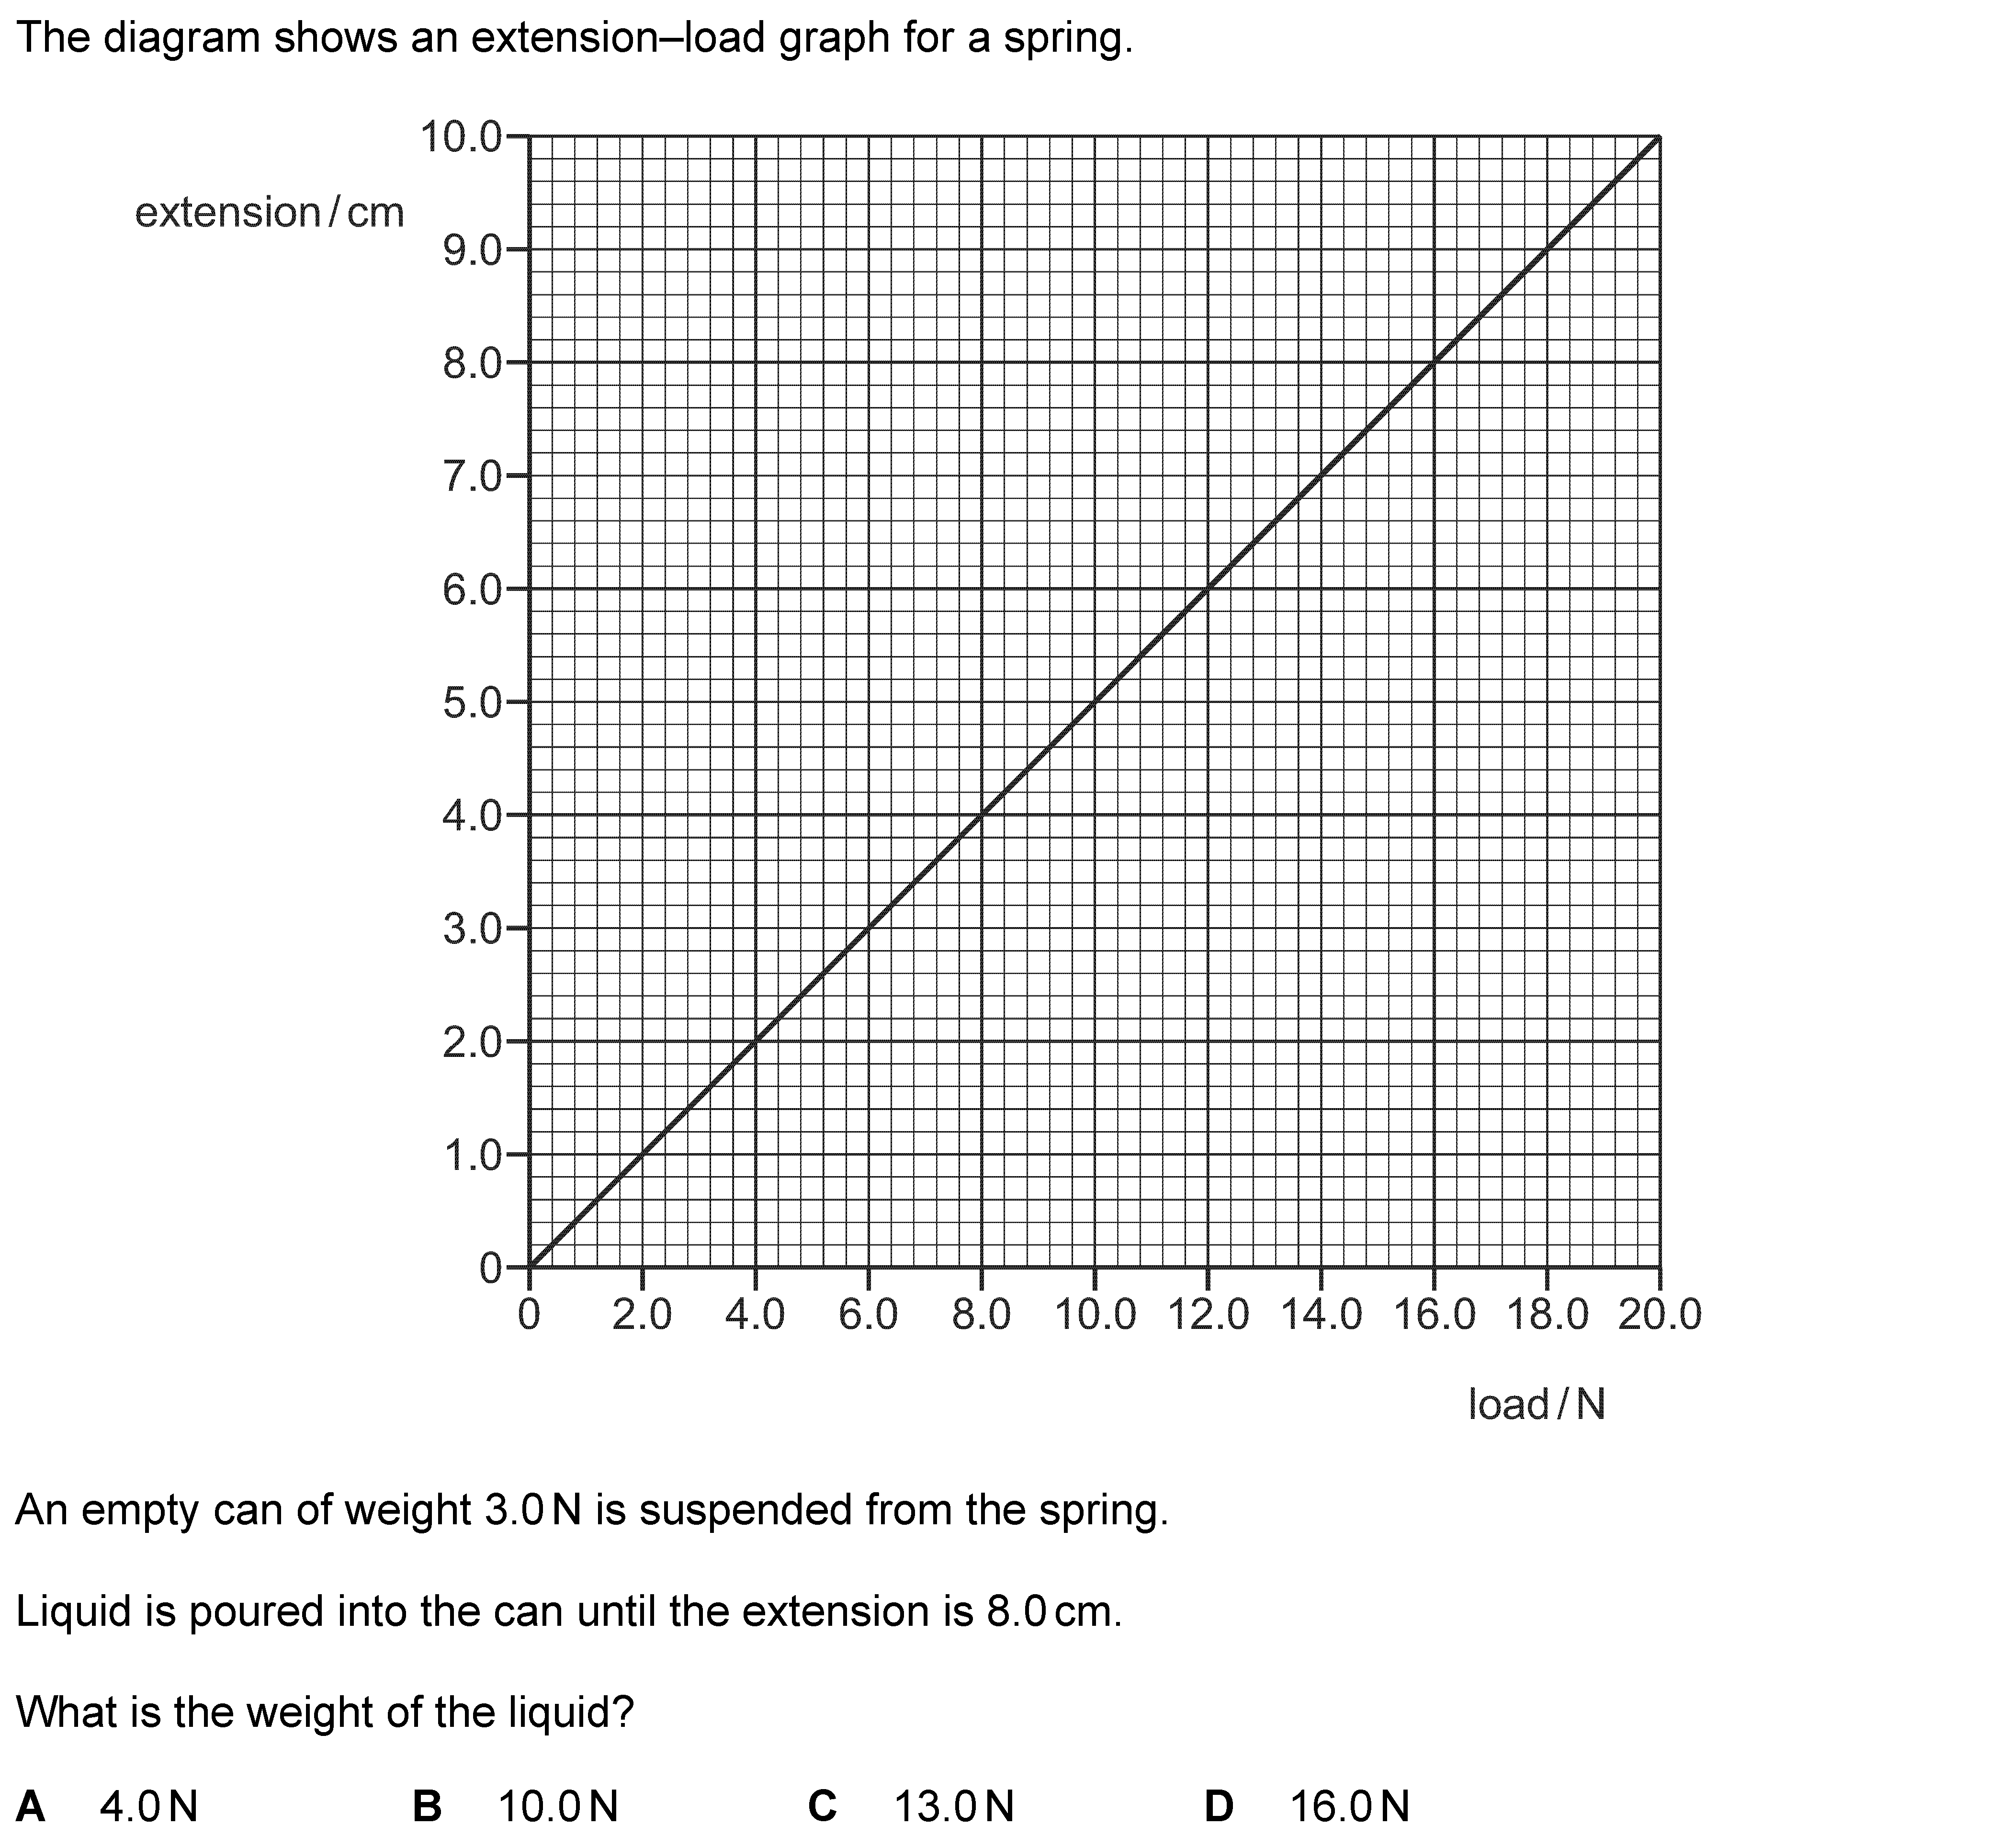 The diagram shows an extension–load graph for a spring.
10.0
extension / cm
9.0
8.0
7.0
6.0
5.0
4.0
3.0
2.0
1.0
0
0 2.0 4.0 6.0 8.0 10.0 12.0 14.0 16.0 18.0 20.0
load / N
An empty can of weight 3.0 N is suspended from the spring.
Liquid is poured into the can until the extension is 8.0 cm.
What is the weight of the liquid?
A 4.0 N B 10.0 N C 13.0 N D 16.0 N